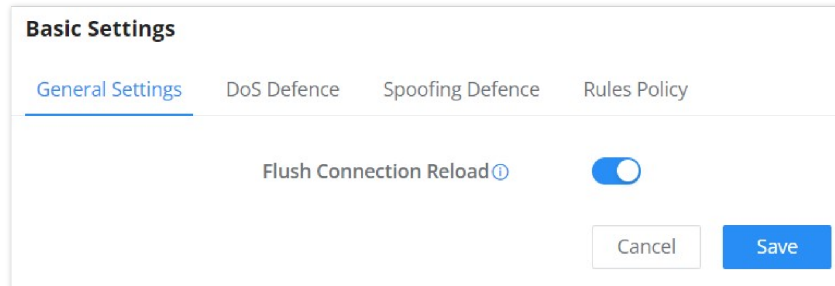 Basic Settings
General Settings DoS Defence Spoofing Defence Rules Policy
Flush Connection Reload
Cancel Save